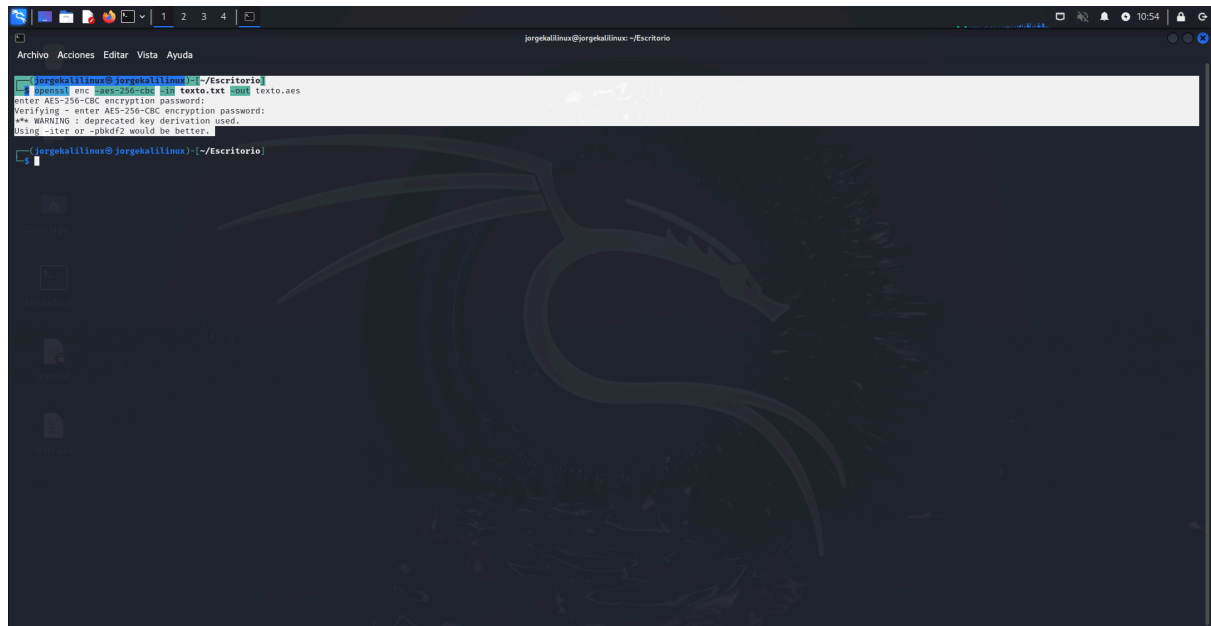 1 2 3 4
10:54
jorgekalilinux@jorgekalilinux: ~/Escritorio
Archivo Acciones Editar Vista Ayuda
(jorgekalilinux㉿jorgekalilinux)-[~/Escritorio]
$ openssl enc -aes-256-cbc -in texto.txt -out texto.aes
enter AES-256-CBC encryption password:
Verifying - enter AES-256-CBC encryption password:
*** WARNING : deprecated key derivation used.
Using -iter or -pbkdf2 would be better.
(jorgekalilinux㉿jorgekalilinux)-[~/Escritorio]
$